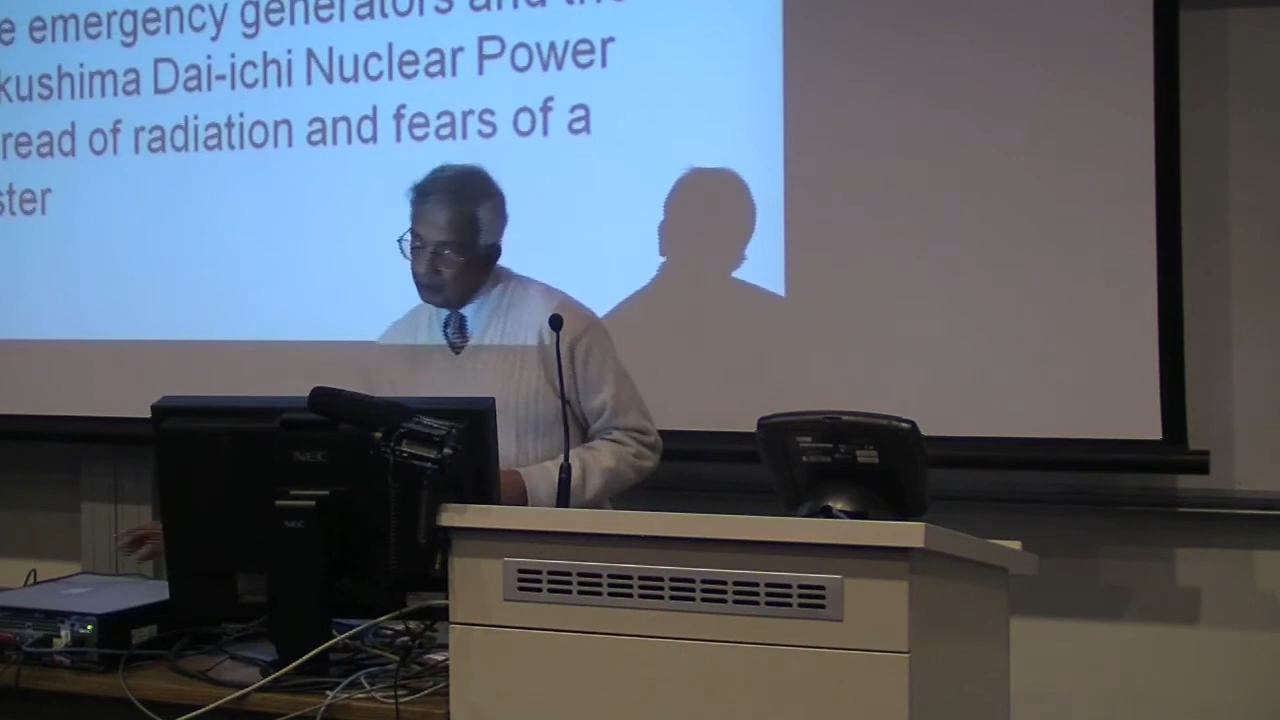 e emergency generators and the
kushima Dai-ichi Nuclear Power
read of radiation and fears of a
ster
NEC
NEC